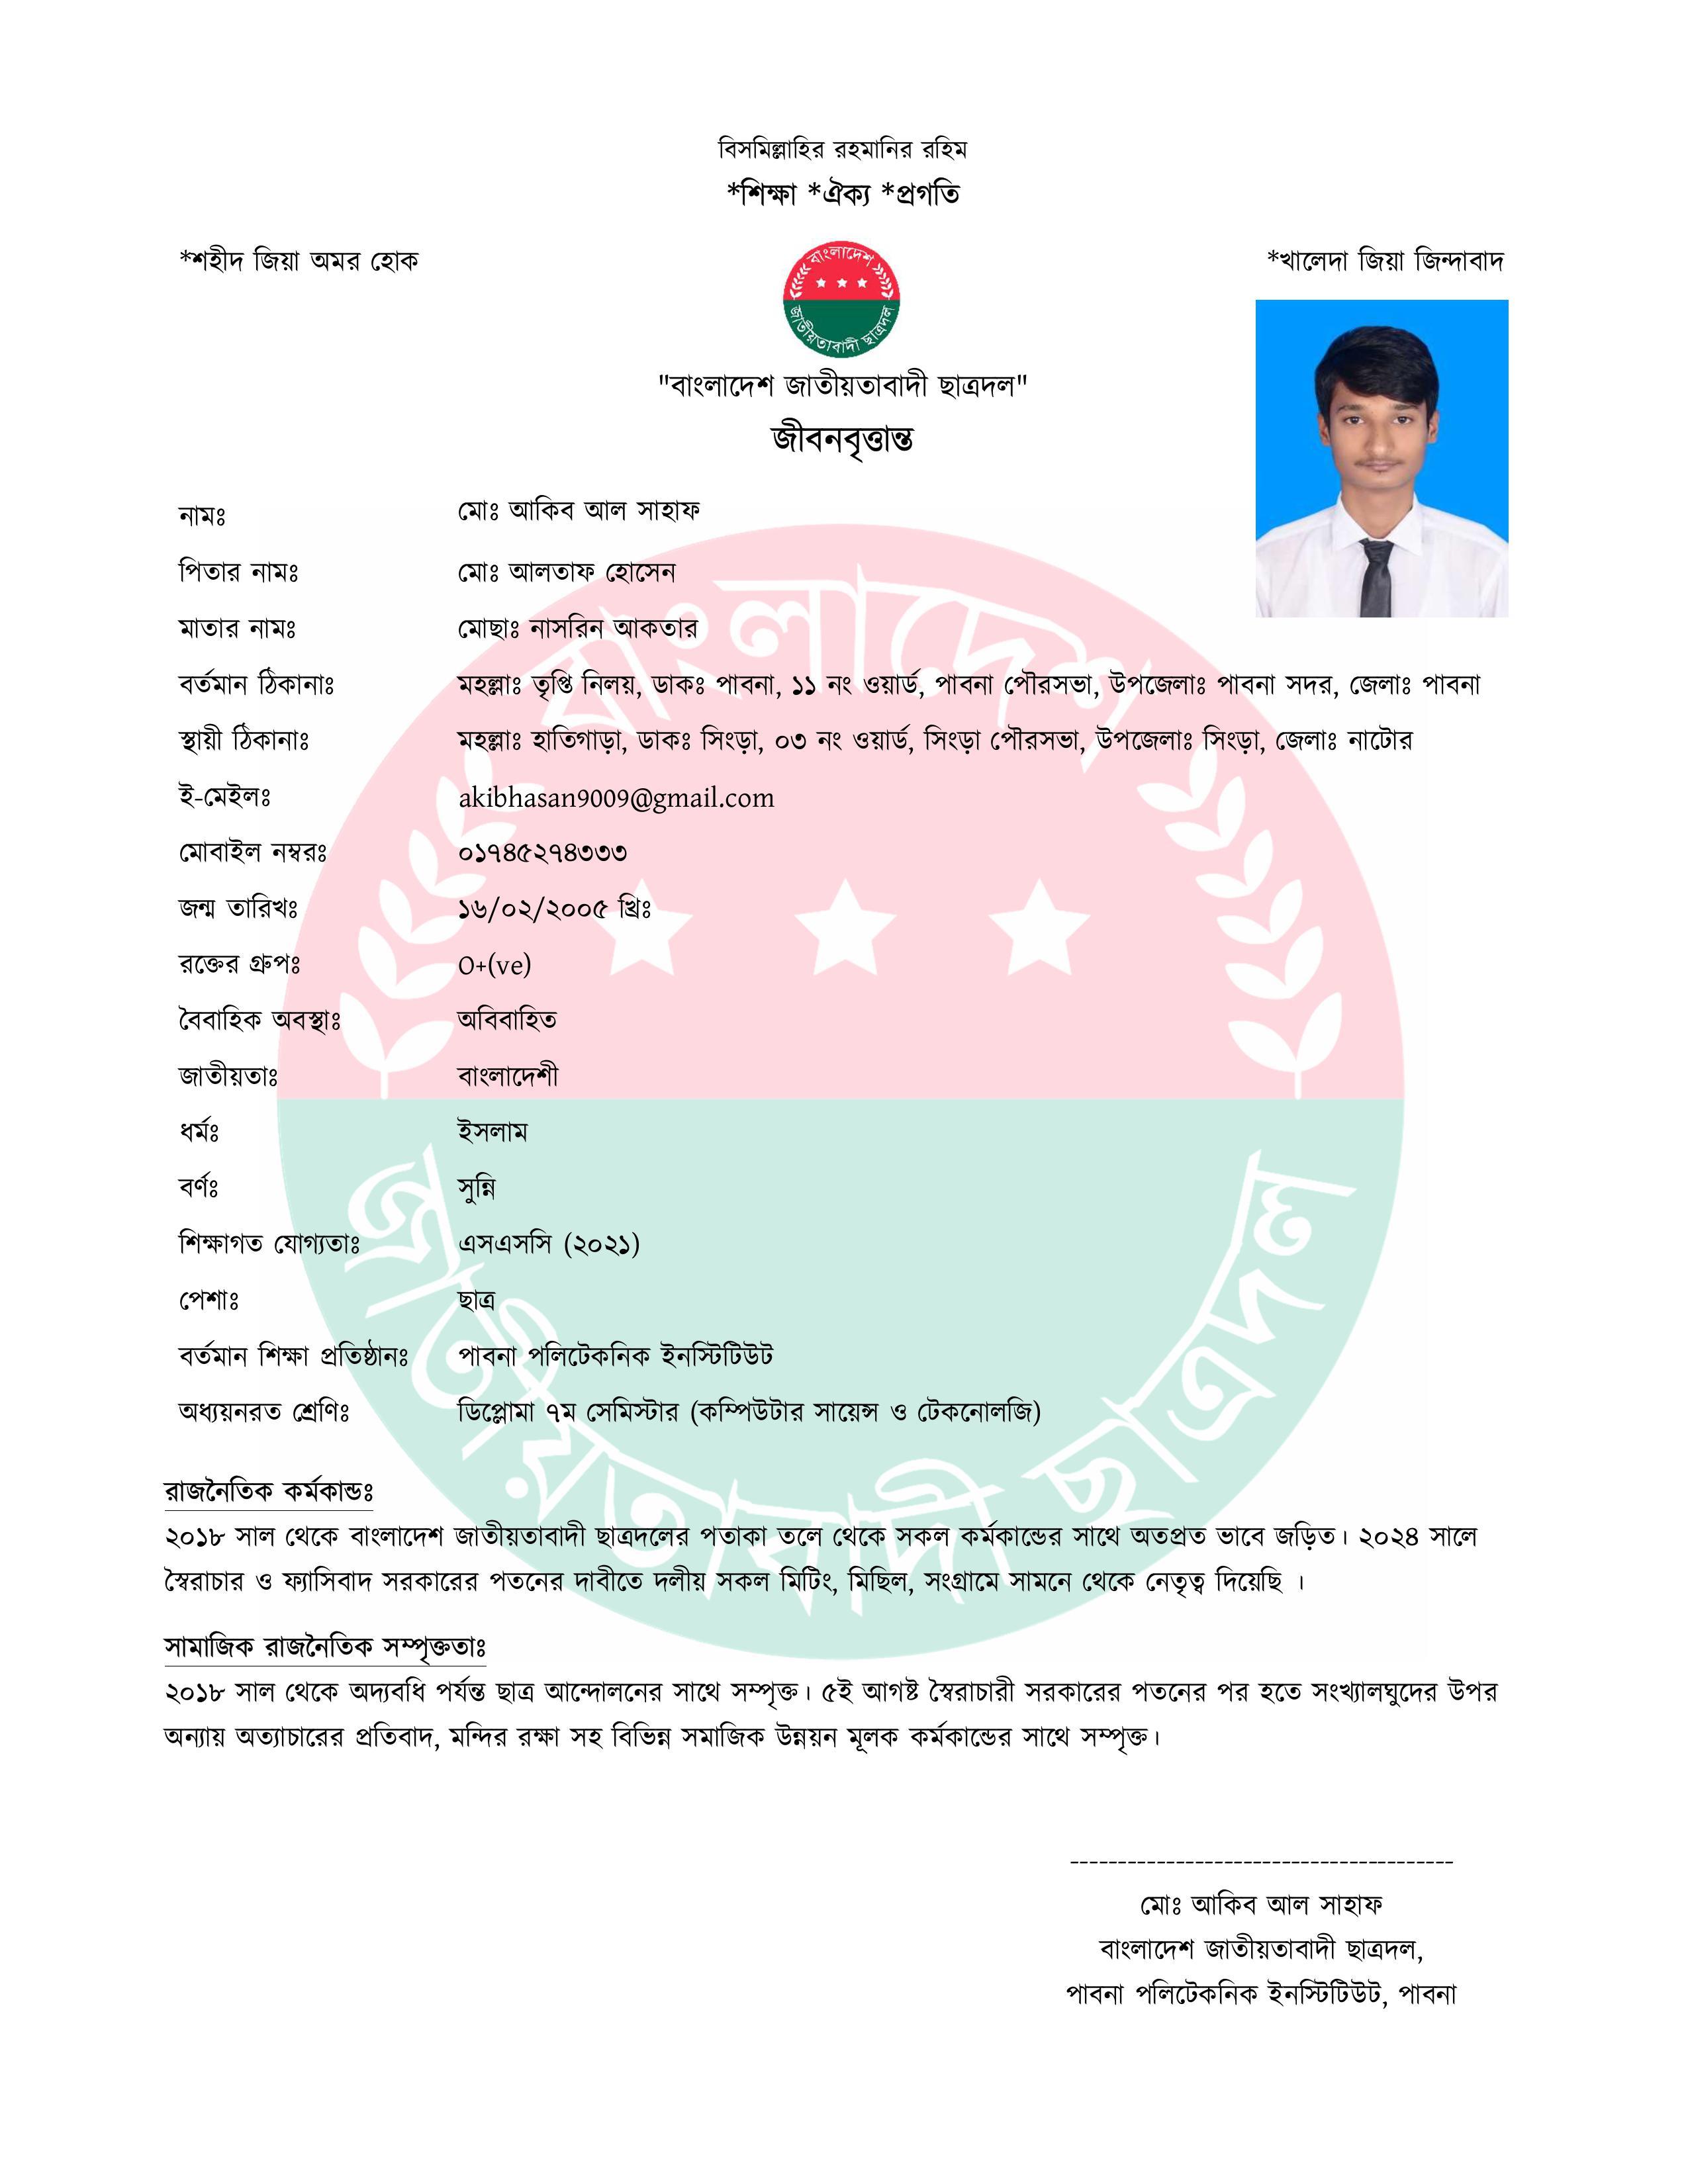 বিসমিল্লাহির রহমানির রহিম
*শিক্ষা *ঐক্য *প্রগতি
*শহীদ জিয়া অমর হোক
*খালেদা জিয়া জিন্দাবাদ
বাংলাদেশ
জাতীয়তাবাদী ছাত্রদল
"বাংলাদেশ জাতীয়তাবাদী ছাত্রদল"
জীবনবৃত্তান্ত
নামঃ মোঃ আকিব আল সাহাফ
পিতার নামঃ মোঃ আলতাফ হোসেন
মাতার নামঃ মোছাঃ নাসরিন আকতার
বর্তমান ঠিকানাঃ মহল্লাঃ তৃপ্তি নিলয়, ডাকঃ পাবনা, ১১ নং ওয়ার্ড, পাবনা পৌরসভা, উপজেলাঃ পাবনা সদর, জেলাঃ পাবনা
স্থায়ী ঠিকানাঃ মহল্লাঃ হাতিগাড়া, ডাকঃ সিংড়া, ০৩ নং ওয়ার্ড, সিংড়া পৌরসভা, উপজেলাঃ সিংড়া, জেলাঃ নাটোর
ই-মেইলঃ akibhasan9009@gmail.com
মোবাইল নম্বরঃ ০১৭৪৫২৭৪৩৩৩
জন্ম তারিখঃ ১৬/০২/২০০৫ খ্রিঃ
রক্তের গ্রুপঃ O+(ve)
বৈবাহিক অবস্থাঃ অবিবাহিত
জাতীয়তাঃ বাংলাদেশী
ধর্মঃ ইসলাম
বর্ণঃ সুন্নি
শিক্ষাগত যোগ্যতাঃ এসএসসি (২০২১)
পেশাঃ ছাত্র
বর্তমান শিক্ষা প্রতিষ্ঠানঃ পাবনা পলিটেকনিক ইনস্টিটিউট
অধ্যয়নরত শ্রেণিঃ ডিপ্লোমা ৭ম সেমিস্টার (কম্পিউটার সায়েন্স ও টেকনোলজি)
বাংলাদেশ
জাতীয়তাবাদী ছাত্রদল
রাজনৈতিক কর্মকান্ডঃ
২০১৮ সাল থেকে বাংলাদেশ জাতীয়তাবাদী ছাত্রদলের পতাকা তলে থেকে সকল কর্মকান্ডের সাথে অতপ্রত ভাবে জড়িত। ২০২৪ সালে
স্বৈরাচার ও ফ্যাসিবাদ সরকারের পতনের দাবীতে দলীয় সকল মিটিং, মিছিল, সংগ্রামে সামনে থেকে নেতৃত্ব দিয়েছি ।
সামাজিক রাজনৈতিক সম্পৃক্ততাঃ
২০১৮ সাল থেকে অদ্যবধি পর্যন্ত ছাত্র আন্দোলনের সাথে সম্পৃক্ত। ৫ই আগষ্ট স্বৈরাচারী সরকারের পতনের পর হতে সংখ্যালঘুদের উপর
অন্যায় অত্যাচারের প্রতিবাদ, মন্দির রক্ষা সহ বিভিন্ন সমাজিক উন্নয়ন মূলক কর্মকান্ডের সাথে সম্পৃক্ত।
----------------------------------------
মোঃ আকিব আল সাহাফ
বাংলাদেশ জাতীয়তাবাদী ছাত্রদল,
পাবনা পলিটেকনিক ইনস্টিটিউট, পাবনা